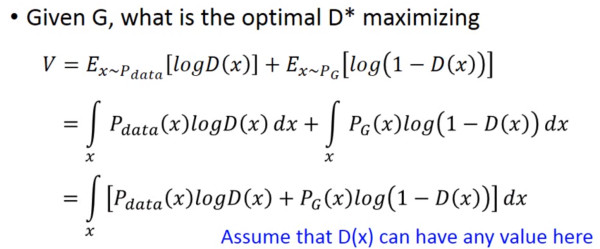 • Given G, what is the optimal D* maximizing
V = E_{x~P_{data}}[logD(x)] + E_{x~P_G}[log(1 − D(x))]
= ∫_x P_{data}(x)logD(x) dx + ∫_x P_G(x)log(1 − D(x)) dx
= ∫_x [P_{data}(x)logD(x) + P_G(x)log(1 − D(x))] dx
Assume that D(x) can have any value here